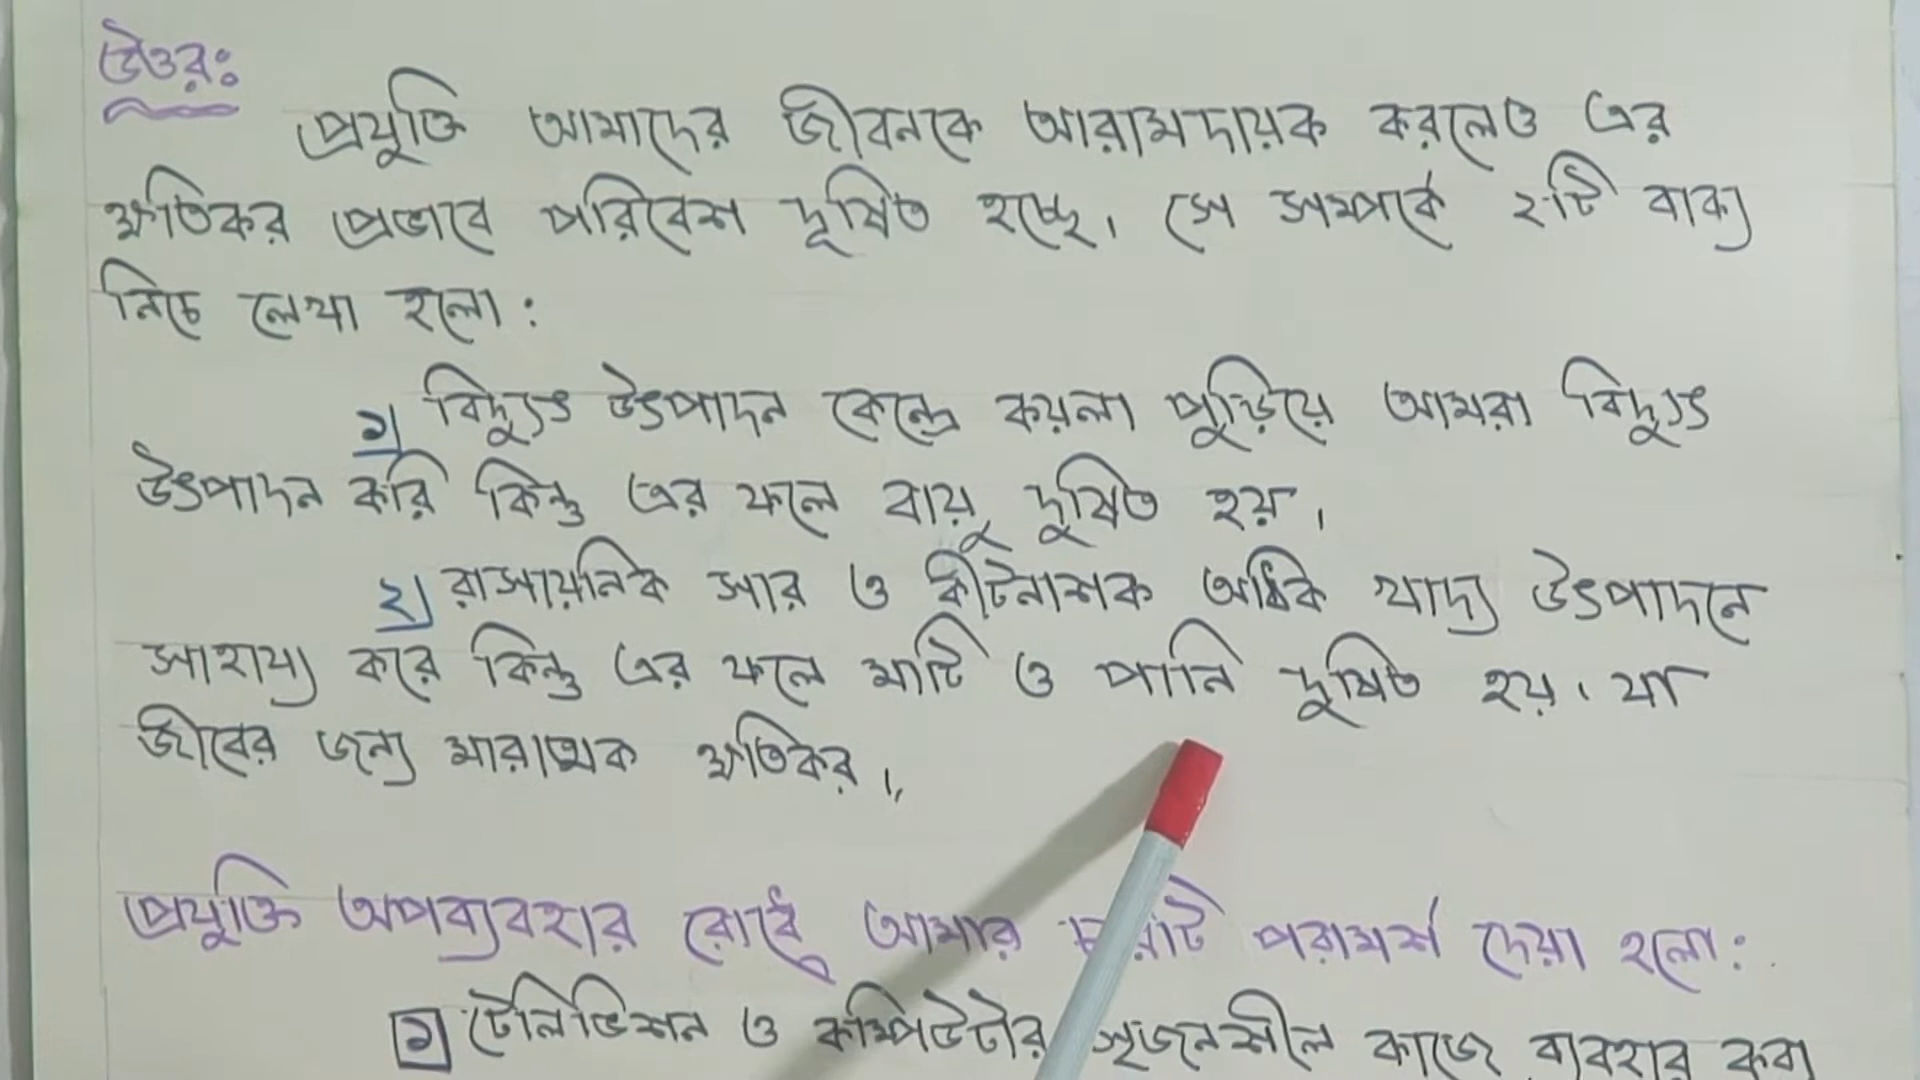 উত্তরঃ
প্রযুক্তি আমাদের জীবনকে আরামদায়ক করলেও এর
ক্ষতিকর প্রভাবে পরিবেশ দূষিত হচ্ছে। সে সম্পর্কে ২টি বাক্য
নিচে লেখা হলো:
১) বিদ্যুৎ উৎপাদন কেন্দ্রে কয়লা পুড়িয়ে আমরা বিদ্যুৎ
উৎপাদন করি কিন্তু এর ফলে বায়ু দূষিত হয়।
২) রাসায়নিক সার ও কীটনাশক অধিক খাদ্য উৎপাদনে
সাহায্য করে কিন্তু এর ফলে মাটি ও পানি দূষিত হয়। যা
জীবের জন্য মারাত্মক ক্ষতিকর।
প্রযুক্তি অপব্যবহার রোধে আমার পরামর্শ দেয়া হলো:
১ টেলিভিশন ও কম্পিউটার সৃজনশীল কাজে ব্যবহার করা